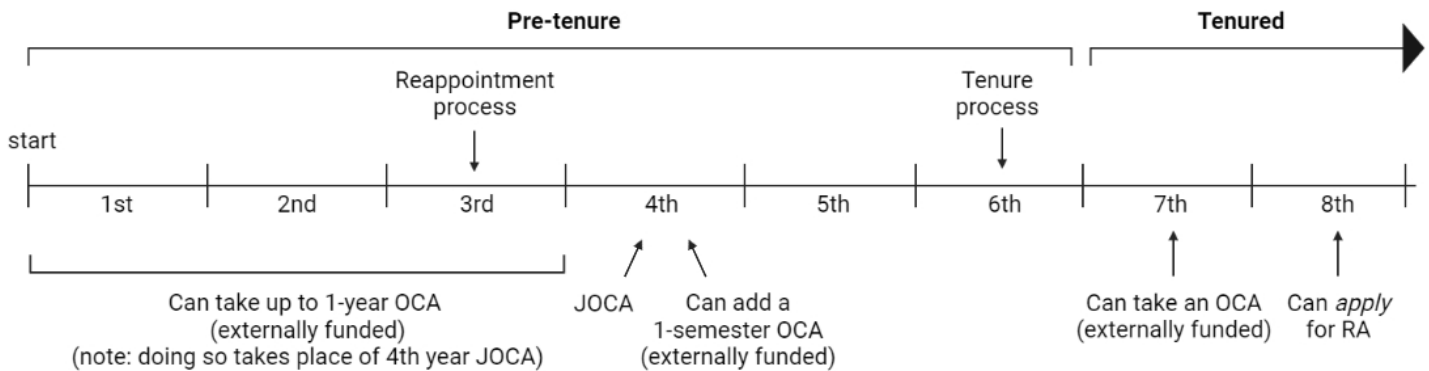 Pre-tenure
Tenured
Reappointment
process
Tenure
process
start
1st
2nd
3rd
4th
5th
6th
7th
8th
Can take up to 1-year OCA
(externally funded)
(note: doing so takes place of 4th year JOCA)
JOCA
Can add a
1-semester OCA
(externally funded)
Can take an OCA
(externally funded)
Can apply
for RA